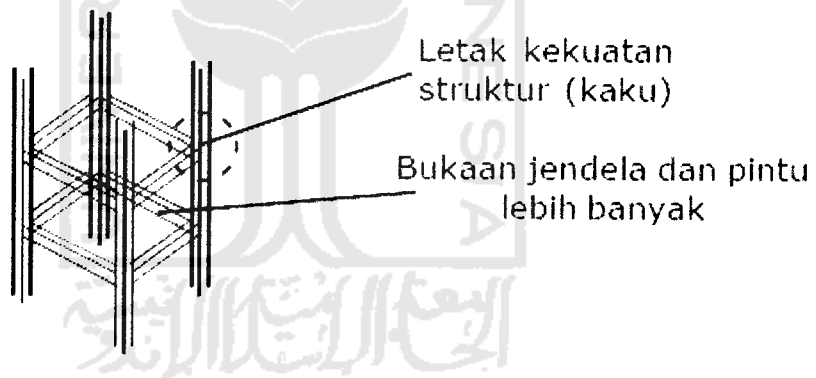 Letak kekuatan
struktur (kaku)
Bukaan jendela dan pintu
lebih banyak